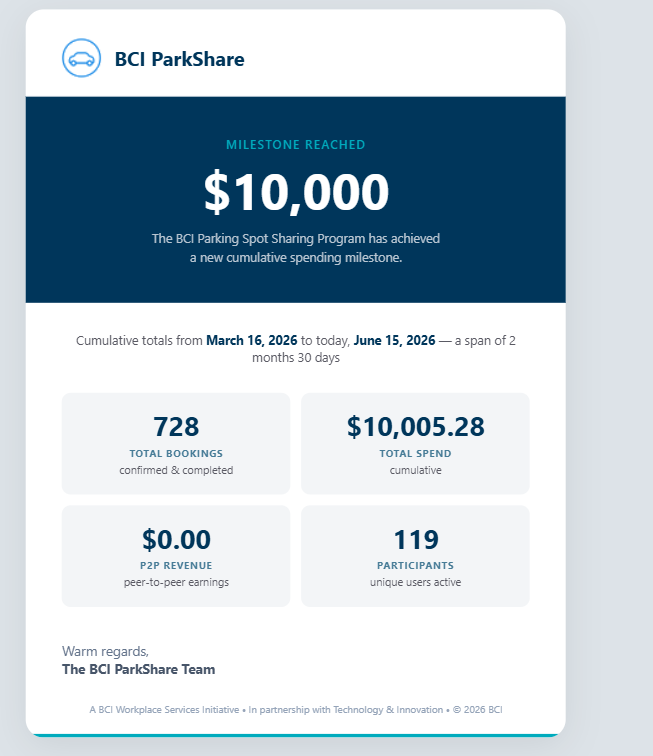 BCI ParkShare
MILESTONE REACHED
$10,000
The BCI Parking Spot Sharing Program has achieved
a new cumulative spending milestone.
Cumulative totals from March 16, 2026 to today, June 15, 2026 — a span of 2
months 30 days
728
TOTAL BOOKINGS
confirmed & completed
$10,005.28
TOTAL SPEND
cumulative
$0.00
P2P REVENUE
peer-to-peer earnings
119
PARTICIPANTS
unique users active
Warm regards,
The BCI ParkShare Team
A BCI Workplace Services Initiative • In partnership with Technology & Innovation • © 2026 BCI